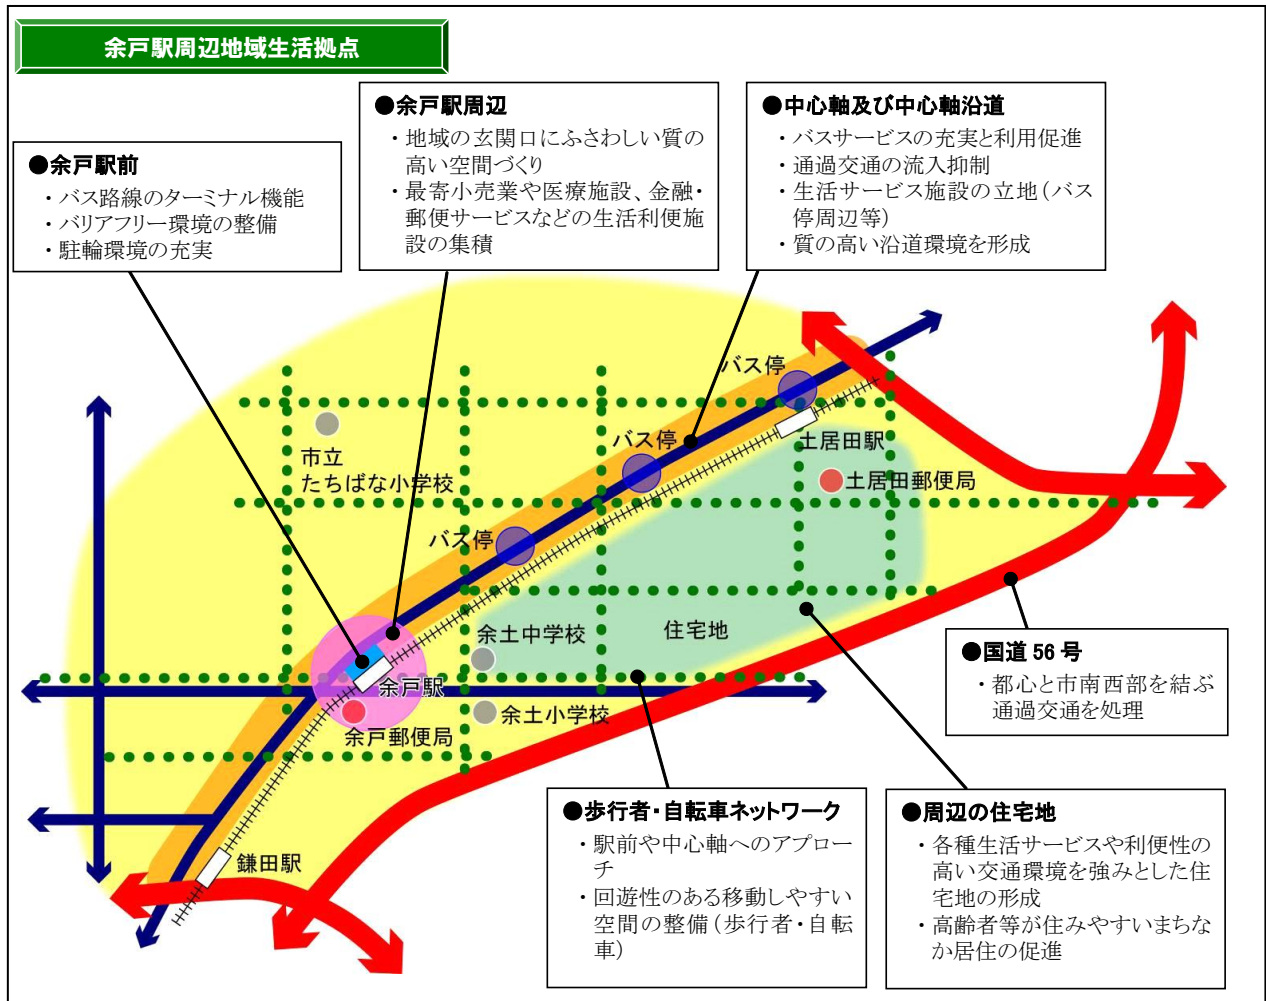 余戸駅周辺地域生活拠点
●余戸駅周辺
・地域の玄関口にふさわしい質の
高い空間づくり
・最寄小売業や医療施設、金融・
郵便サービスなどの生活利便施
設の集積
●中心軸及び中心軸沿道
・バスサービスの充実と利用促進
・通過交通の流入抑制
・生活サービス施設の立地(バス
停周辺等)
・質の高い沿道環境を形成
●余戸駅前
・バス路線のターミナル機能
・バリアフリー環境の整備
・駐輪環境の充実
バス停
バス停
土居田駅
市立
たちばな小学校
土居田郵便局
バス停
余土中学校
住宅地
余戸駅
余土小学校
余戸郵便局
鎌田駅
●国道 56 号
・都心と市南西部を結ぶ
通過交通を処理
●歩行者・自転車ネットワーク
・駅前や中心軸へのアプロー
チ
・回遊性のある移動しやすい
空間の整備(歩行者・自転
車)
●周辺の住宅地
・各種生活サービスや利便性の
高い交通環境を強みとした住
宅地の形成
・高齢者等が住みやすいまちな
か居住の促進